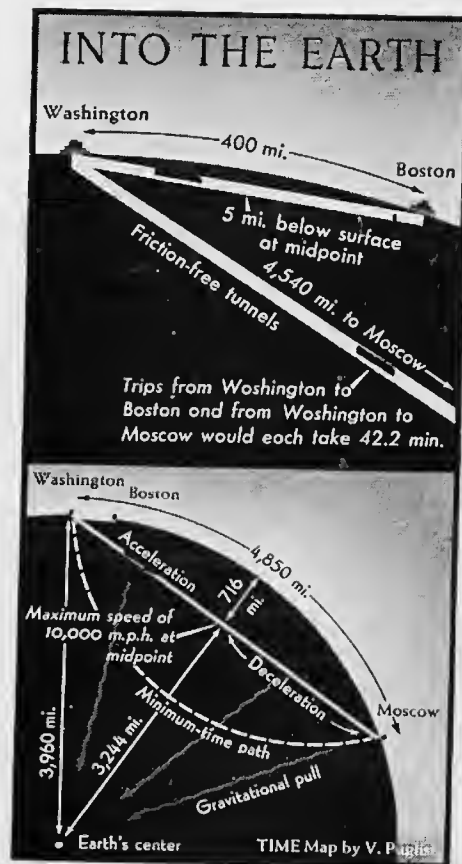 INTO THE EARTH
Washington
400 mi.
Boston
5 mi. below surface
at midpoint
4,540 mi. to Moscow
Friction-free tunnels
Trips from Woshington to
Boston ond from Woshington to
Moscow would each take 42.2 min.
Washington
Boston
4,850 mi.
Acceleration
716
mi.
Maximum speed of
10,000 m.p.h. at
midpoint
Deceleration
Moscow
Minimum-time path
3,960 mi.
3,244 mi.
Gravitational pull
Earth's center
TIME Map by V. Puglisi